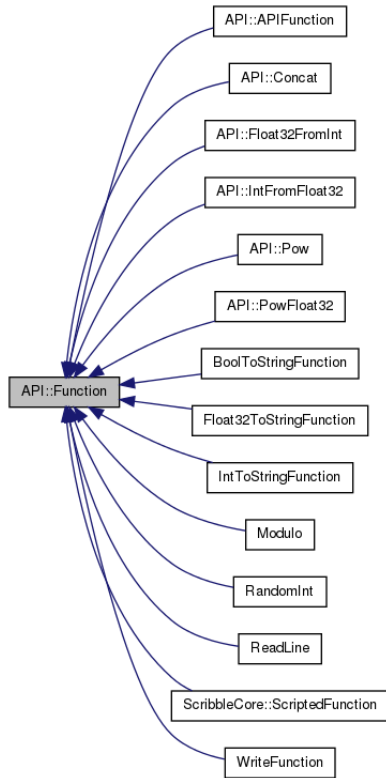 API::APIFunction
API::Concat
API::Float32FromInt
API::IntFromFloat32
API::Pow
API::PowFloat32
BoolToStringFunction
API::Function
Float32ToStringFunction
IntToStringFunction
Modulo
RandomInt
ReadLine
ScribbleCore::ScriptedFunction
WriteFunction